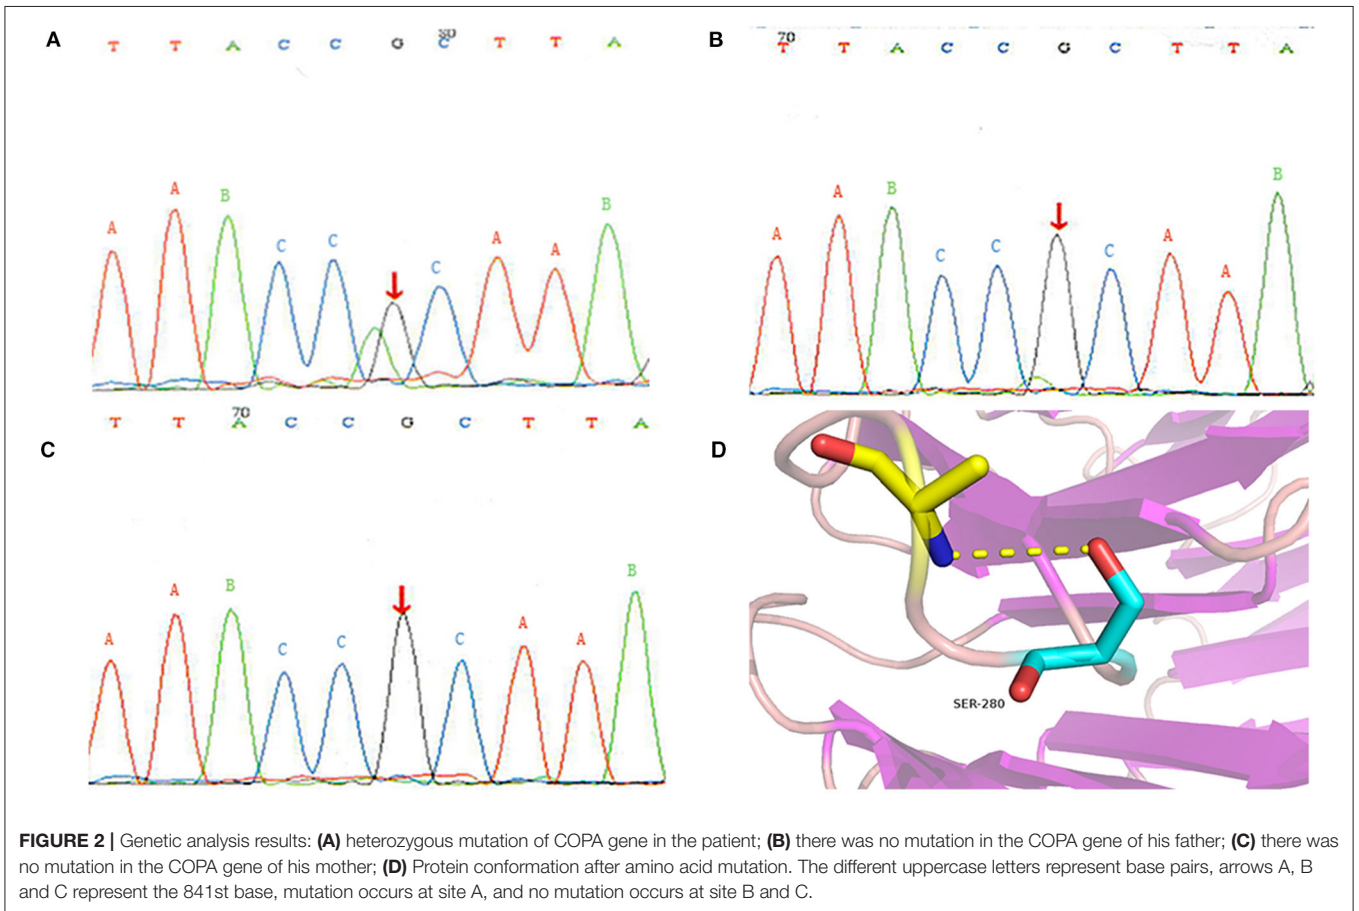 A
T T A C C G C T T A
80
A A B C C C A A B
B
70
T T A C C G C T T A
A A B C C C A A B
C
70
T T A C C G C T T A
A A B C C C A A B
D
SER-280
FIGURE 2 | Genetic analysis results: (A) heterozygous mutation of COPA gene in the patient; (B) there was no mutation in the COPA gene of his father; (C) there was
no mutation in the COPA gene of his mother; (D) Protein conformation after amino acid mutation. The different uppercase letters represent base pairs, arrows A, B
and C represent the 841st base, mutation occurs at site A, and no mutation occurs at site B and C.